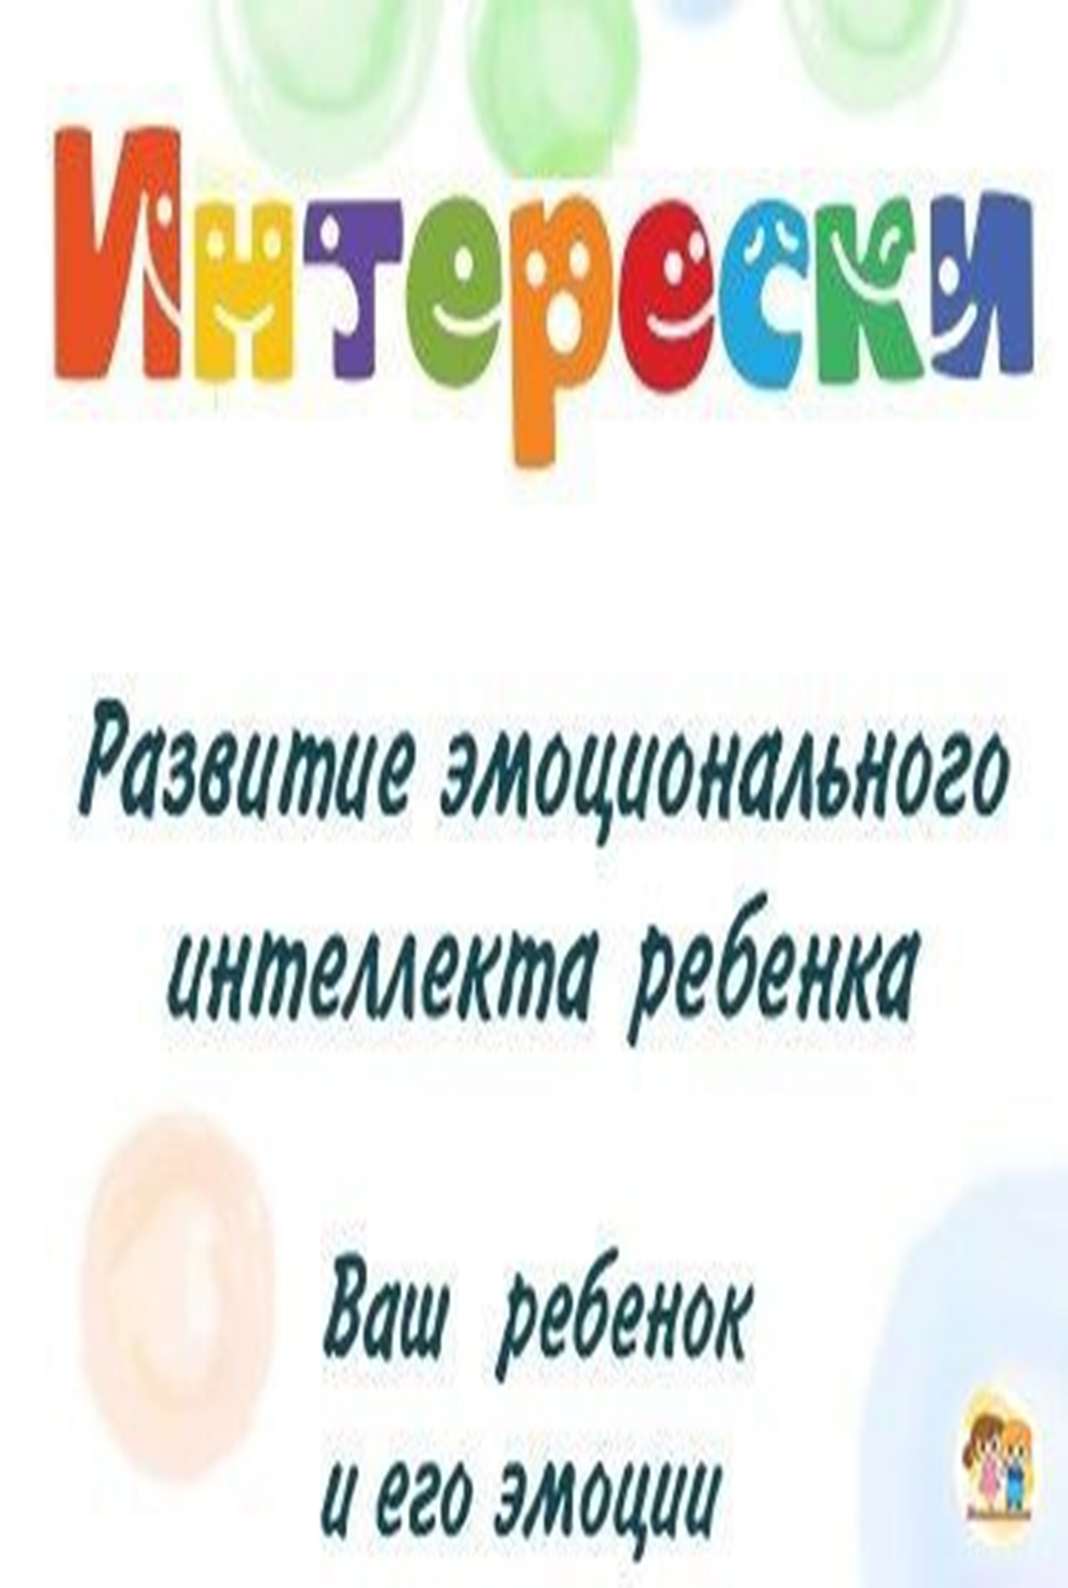 Интерески
Развитие эмоционального
интеллекта ребенка
Ваш ребенок
и его эмоции